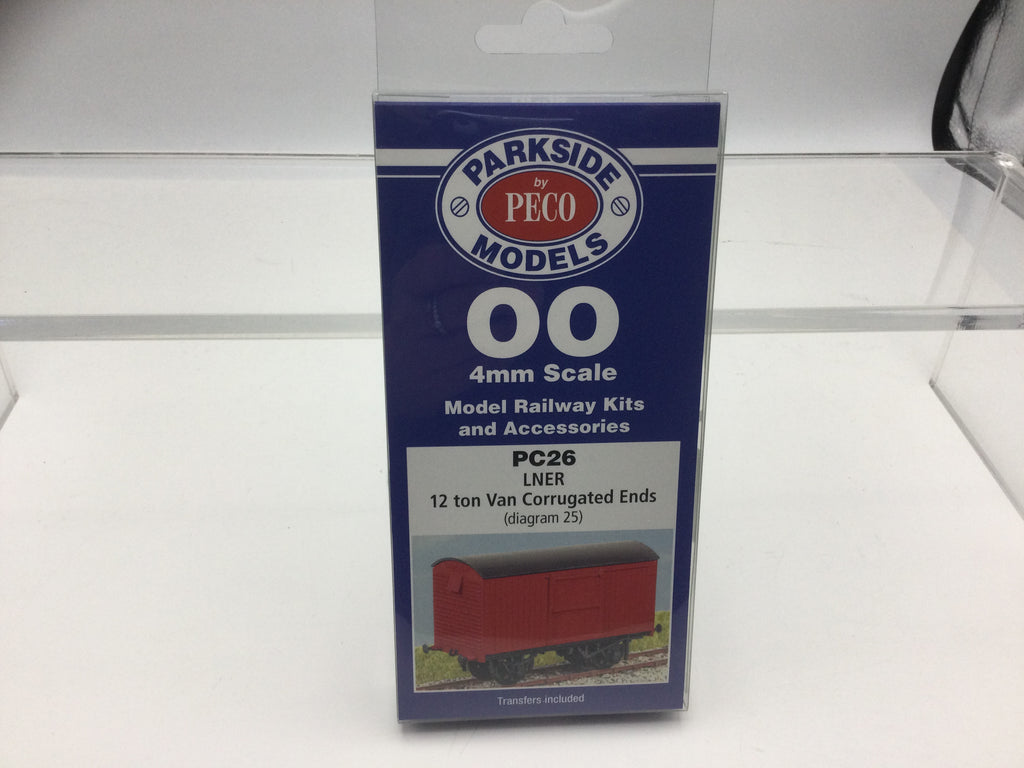 PARKSIDE
by
PECO
MODELS
OO
4mm Scale
Model Railway Kits
and Accessories
PC26
LNER
12 ton Van Corrugated Ends
(diagram 25)
Transfers included